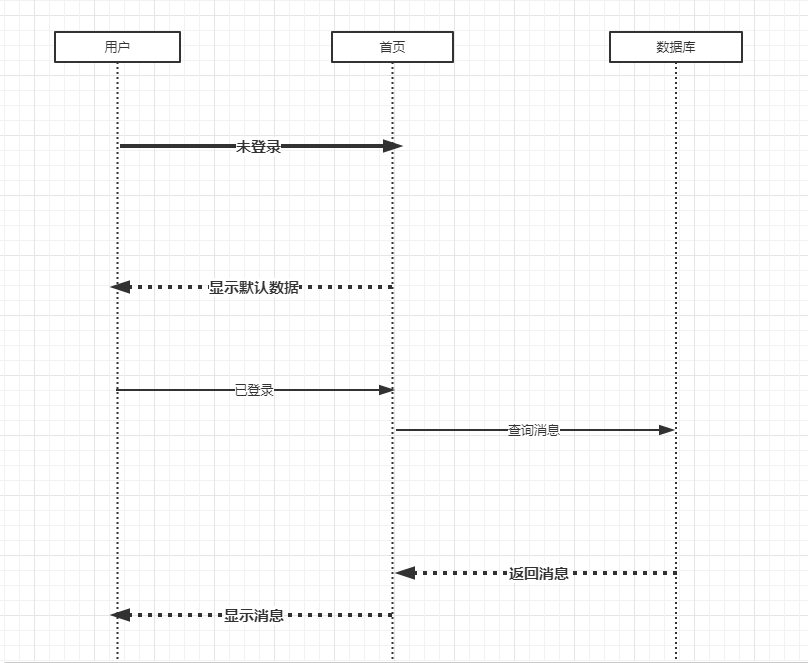 用户
首页
数据库
未登录
显示默认数据
已登录
查询消息
返回消息
显示消息